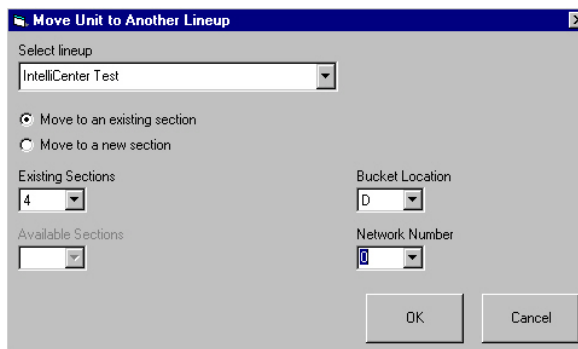 Move Unit to Another Lineup
Select lineup
IntelliCenter Test
Move to an existing section
Move to a new section
Existing Sections
Bucket Location
4
D
Available Sections
Network Number
0
OK
Cancel